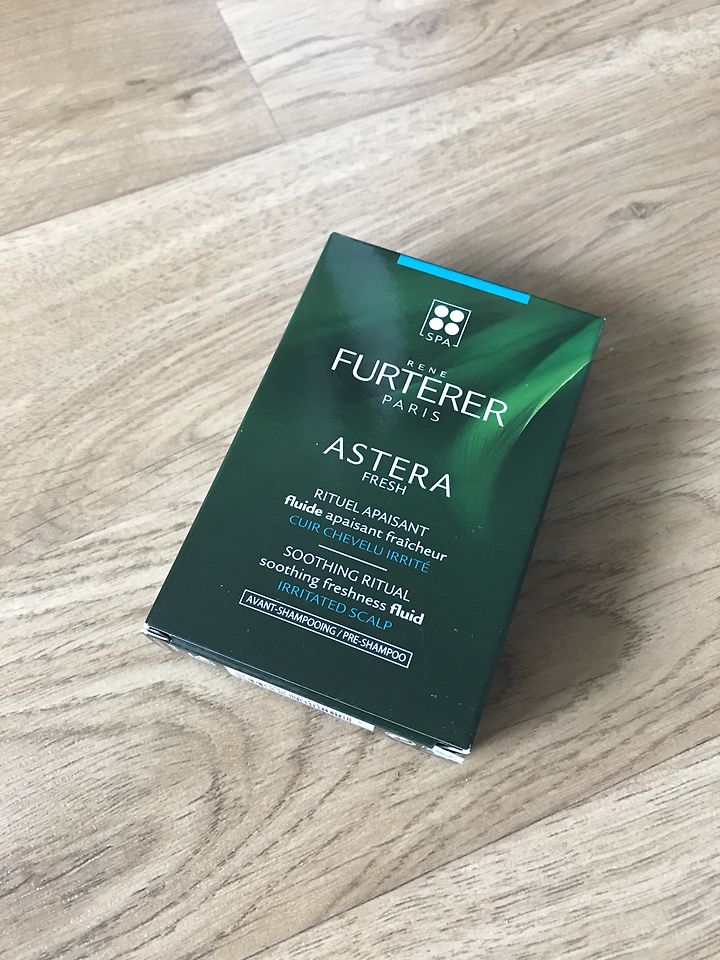 SPA
RENE
FURTERER
PARIS
ASTERA
FRESH
RITUEL APAISANT
fluide apaisant fraîcheur
CUIR CHEVELU IRRITÉ
SOOTHING RITUAL
soothing freshness fluid
IRRITATED SCALP
AVANT-SHAMPOOING / PRE-SHAMPOO